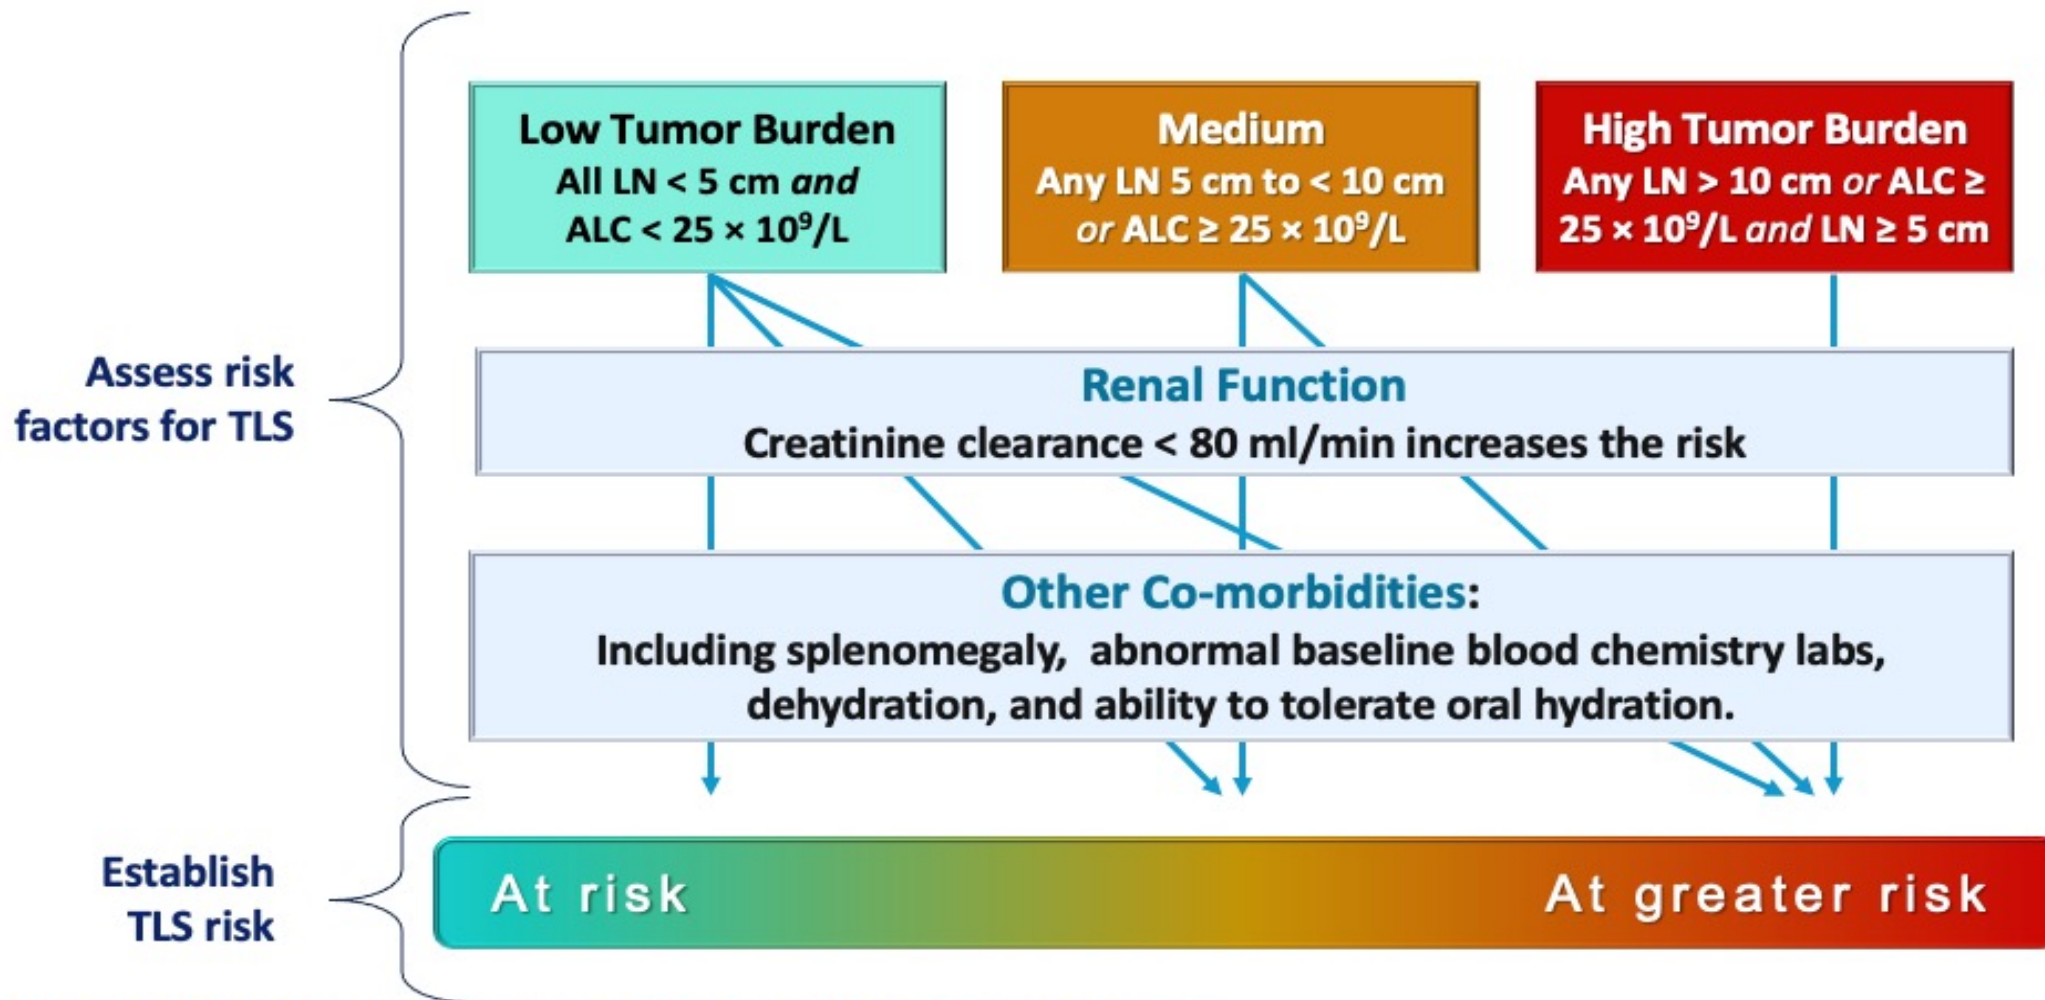 Low Tumor Burden
All LN < 5 cm and
ALC < 25 × 10⁹/L
Medium
Any LN 5 cm to < 10 cm
or ALC ≥ 25 × 10⁹/L
High Tumor Burden
Any LN > 10 cm or ALC ≥
25 × 10⁹/L and LN ≥ 5 cm
Assess risk
factors for TLS
Renal Function
Creatinine clearance < 80 ml/min increases the risk
Other Co-morbidities:
Including splenomegaly, abnormal baseline blood chemistry labs,
dehydration, and ability to tolerate oral hydration.
Establish
TLS risk
At risk
At greater risk